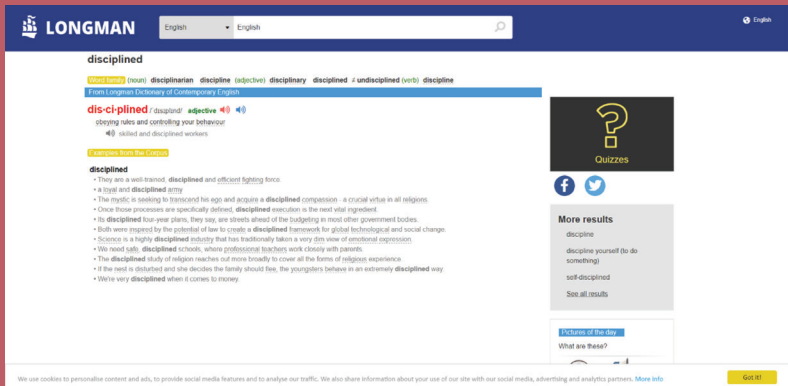 LONGMAN
English
English
English
disciplined
Word family (noun) disciplinarian discipline (adjective) disciplinary disciplined ≠ undisciplined (verb) discipline
From Longman Dictionary of Contemporary English
dis‧ci‧plined / ˈdɪsəplɪnd/ adjective
obeying rules and controlling your behaviour
skilled and disciplined workers
Examples from the Corpus
disciplined
• They are a well-trained, disciplined and efficient fighting force.
• a loyal and disciplined army
• The mystic is seeking to transcend his ago and acquire a disciplined compassion - a crucial virtue in all religions.
• Once those processes are specifically defined, disciplined execution is the next vital ingredient.
• Its disciplined four-year plans, they say, are streets ahead of the budgeting in most other government bodies.
• Both were inspired by the potential of law to create a disciplined framework for global technological and social change.
• Science is a highly disciplined industry that has traditionally taken a very dim view of emotional expression.
• We need safe, disciplined schools, where professional teachers work closely with parents.
• The disciplined study of religion reaches out more broadly to cover all the forms of religious experience.
• If the nest is disturbed and she decides the family should flee, the youngsters behave in an extremely disciplined way.
• We're very disciplined when it comes to money.
Quizzes
More results
discipline
discipline yourself (to do
something)
self-disciplined
See all results
Pictures of the day
What are these?
We use cookies to personalise content and ads, to provide social media features and to analyse our traffic. We also share information about your use of our site with our social media, advertising and analytics partners. More info
Got it!